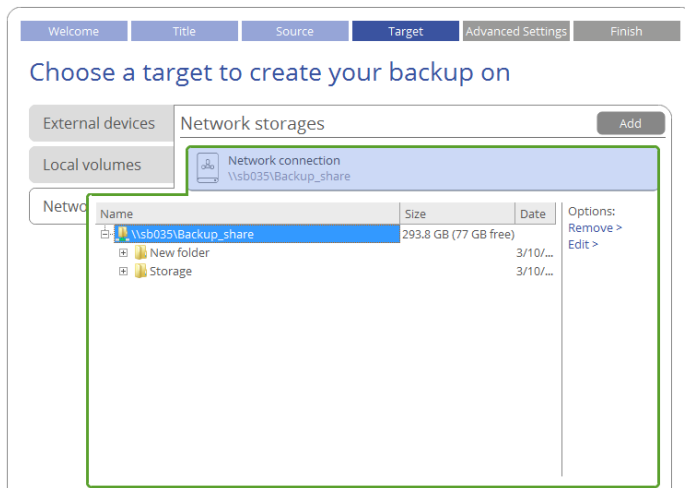 Welcome Title Source Target Advanced Settings Finish
Choose a target to create your backup on
External devices
Network storages
Add
Local volumes
Network connection
\\sb035\Backup_share
Netwo
Name Size Date
Options:
\\sb035\Backup_share 293.8 GB (77 GB free)
Remove >
Edit >
New folder 3/10/...
Storage 3/10/...